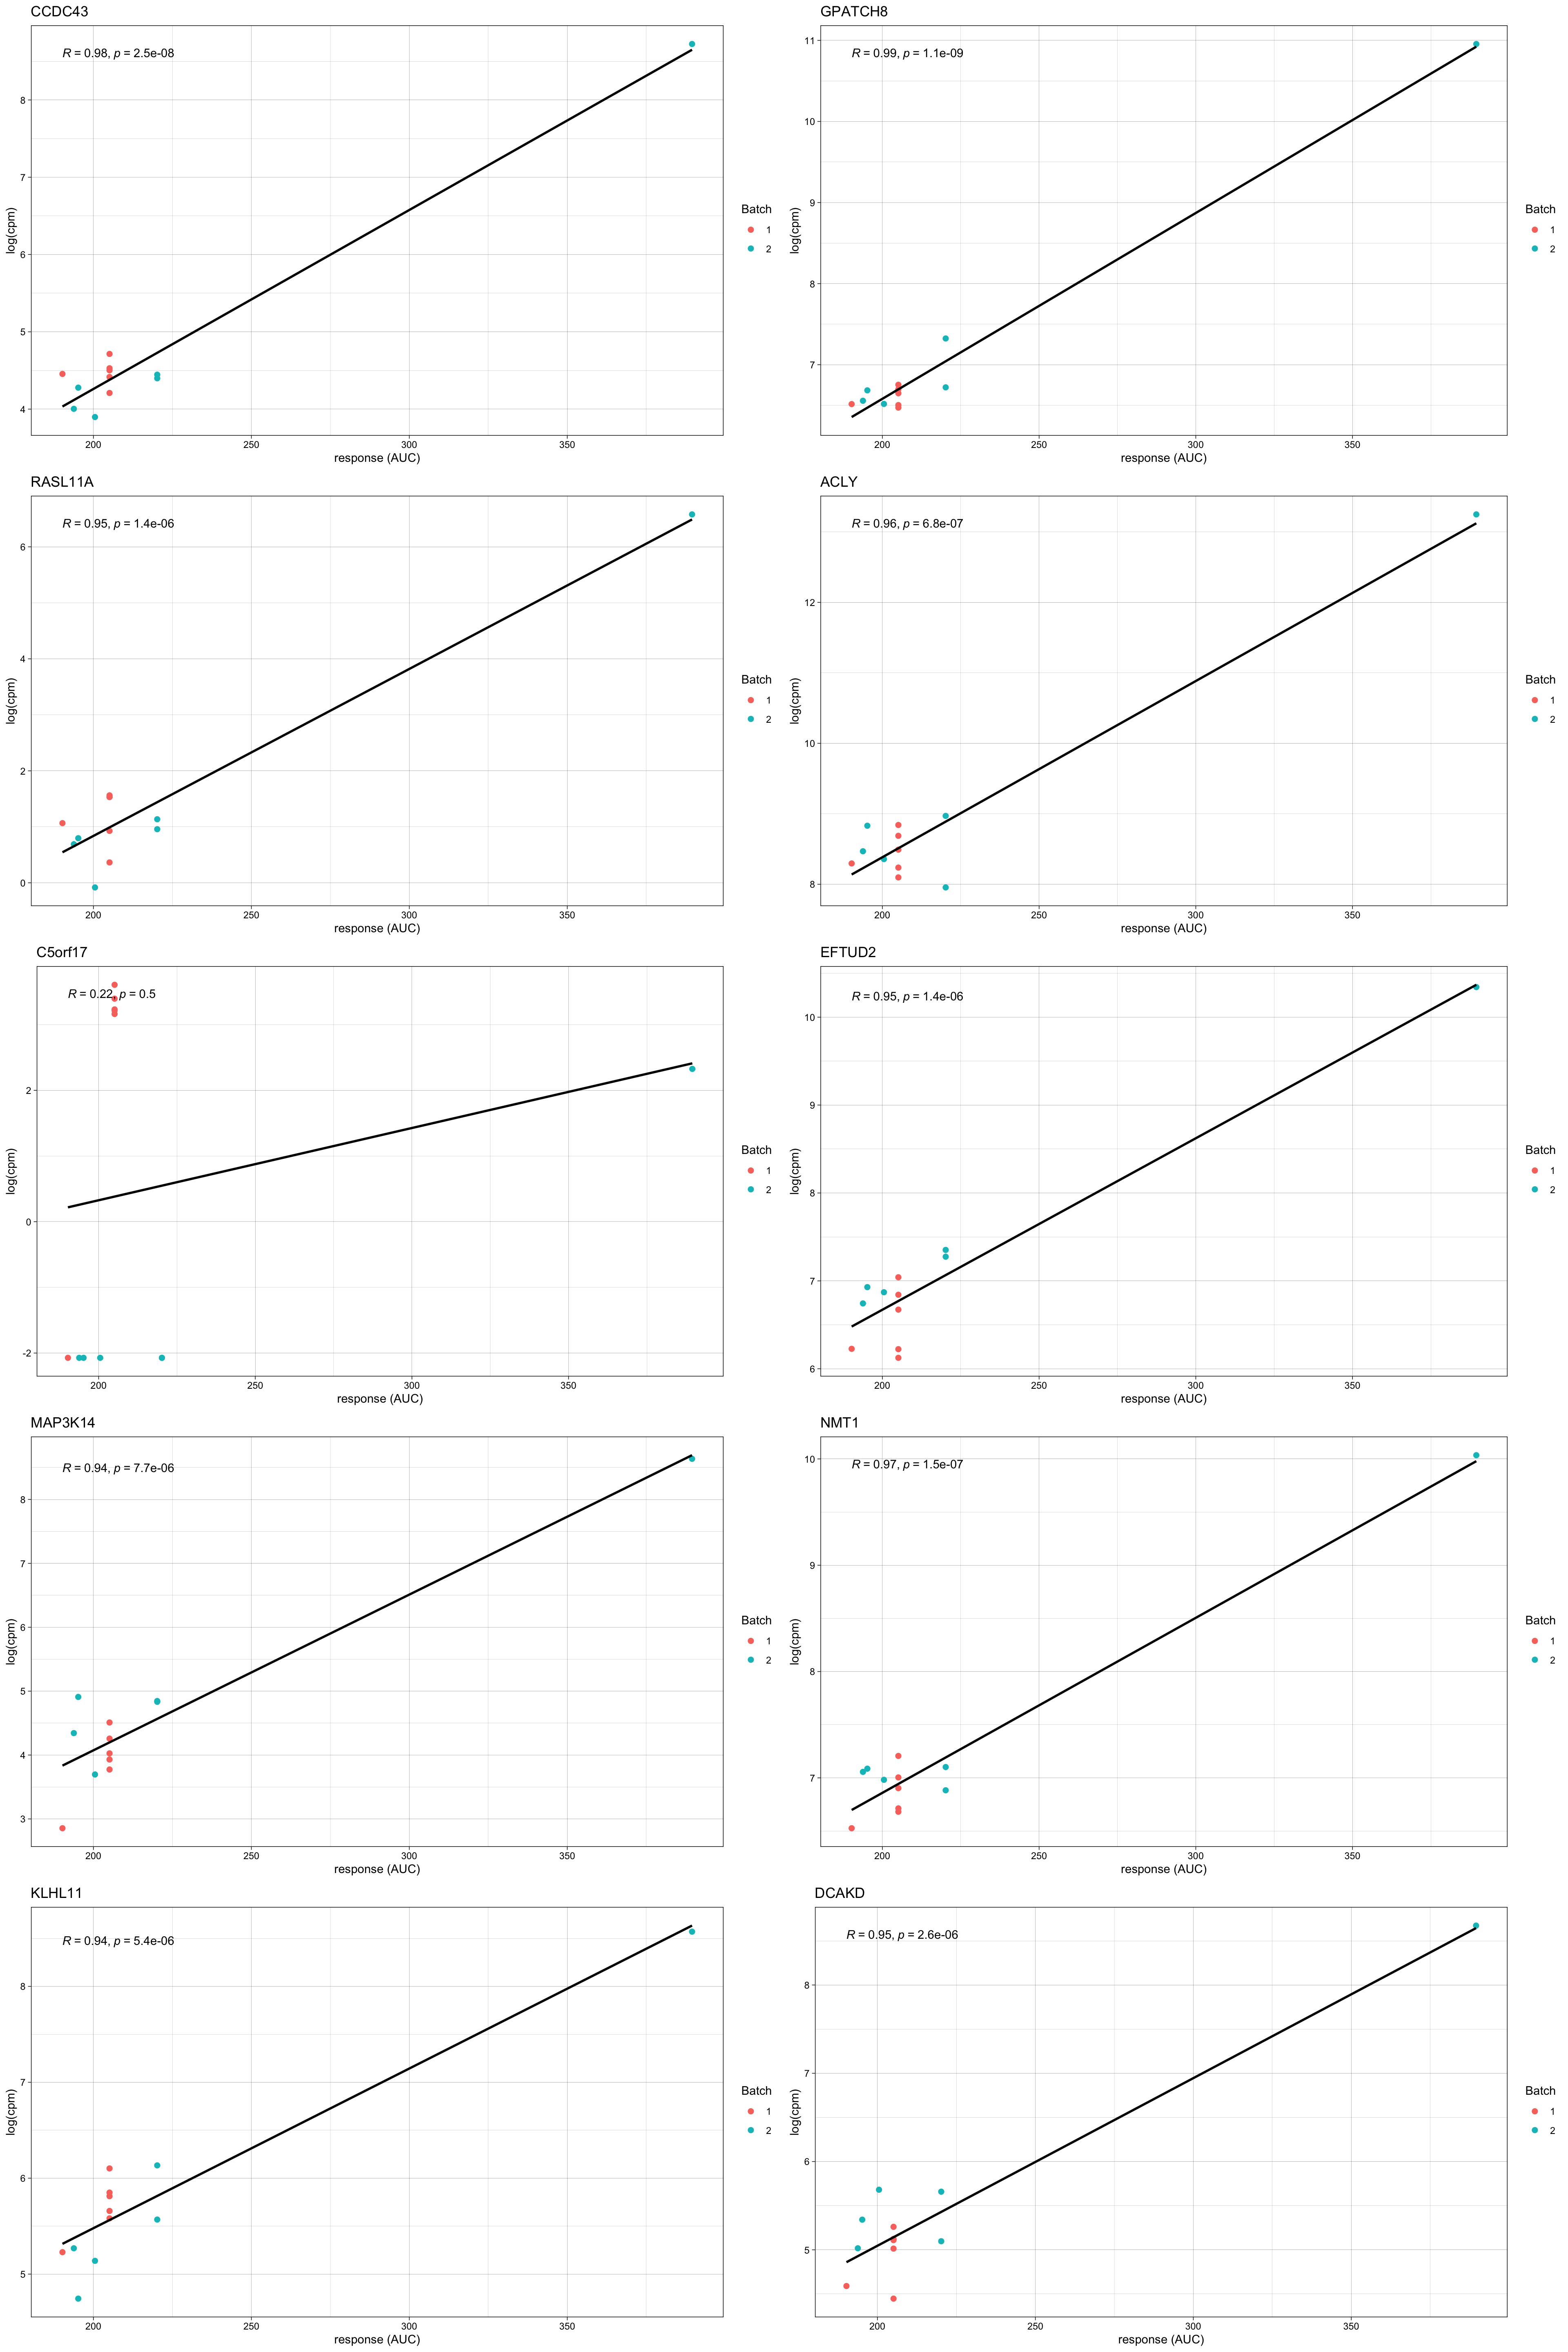 CCDC43
R = 0.98, p = 2.5e-08
8
7
6
5
4
log(cpm)
200 250 300 350
response (AUC)
Batch
1
2
GPATCH8
R = 0.99, p = 1.1e-09
11
10
9
8
7
log(cpm)
200 250 300 350
response (AUC)
Batch
1
2
RASL11A
R = 0.95, p = 1.4e-06
6
4
2
0
log(cpm)
200 250 300 350
response (AUC)
Batch
1
2
ACLY
R = 0.96, p = 6.8e-07
12
10
8
log(cpm)
200 250 300 350
response (AUC)
Batch
1
2
C5orf17
R = 0.22, p = 0.5
2
0
-2
log(cpm)
200 250 300 350
response (AUC)
Batch
1
2
EFTUD2
R = 0.95, p = 1.4e-06
10
9
8
7
6
log(cpm)
200 250 300 350
response (AUC)
Batch
1
2
MAP3K14
R = 0.94, p = 7.7e-06
8
7
6
5
4
3
log(cpm)
200 250 300 350
response (AUC)
Batch
1
2
NMT1
R = 0.97, p = 1.5e-07
10
9
8
7
log(cpm)
200 250 300 350
response (AUC)
Batch
1
2
KLHL11
R = 0.94, p = 5.4e-06
8
7
6
5
log(cpm)
200 250 300 350
response (AUC)
Batch
1
2
DCAKD
R = 0.95, p = 2.6e-06
8
7
6
5
log(cpm)
200 250 300 350
response (AUC)
Batch
1
2